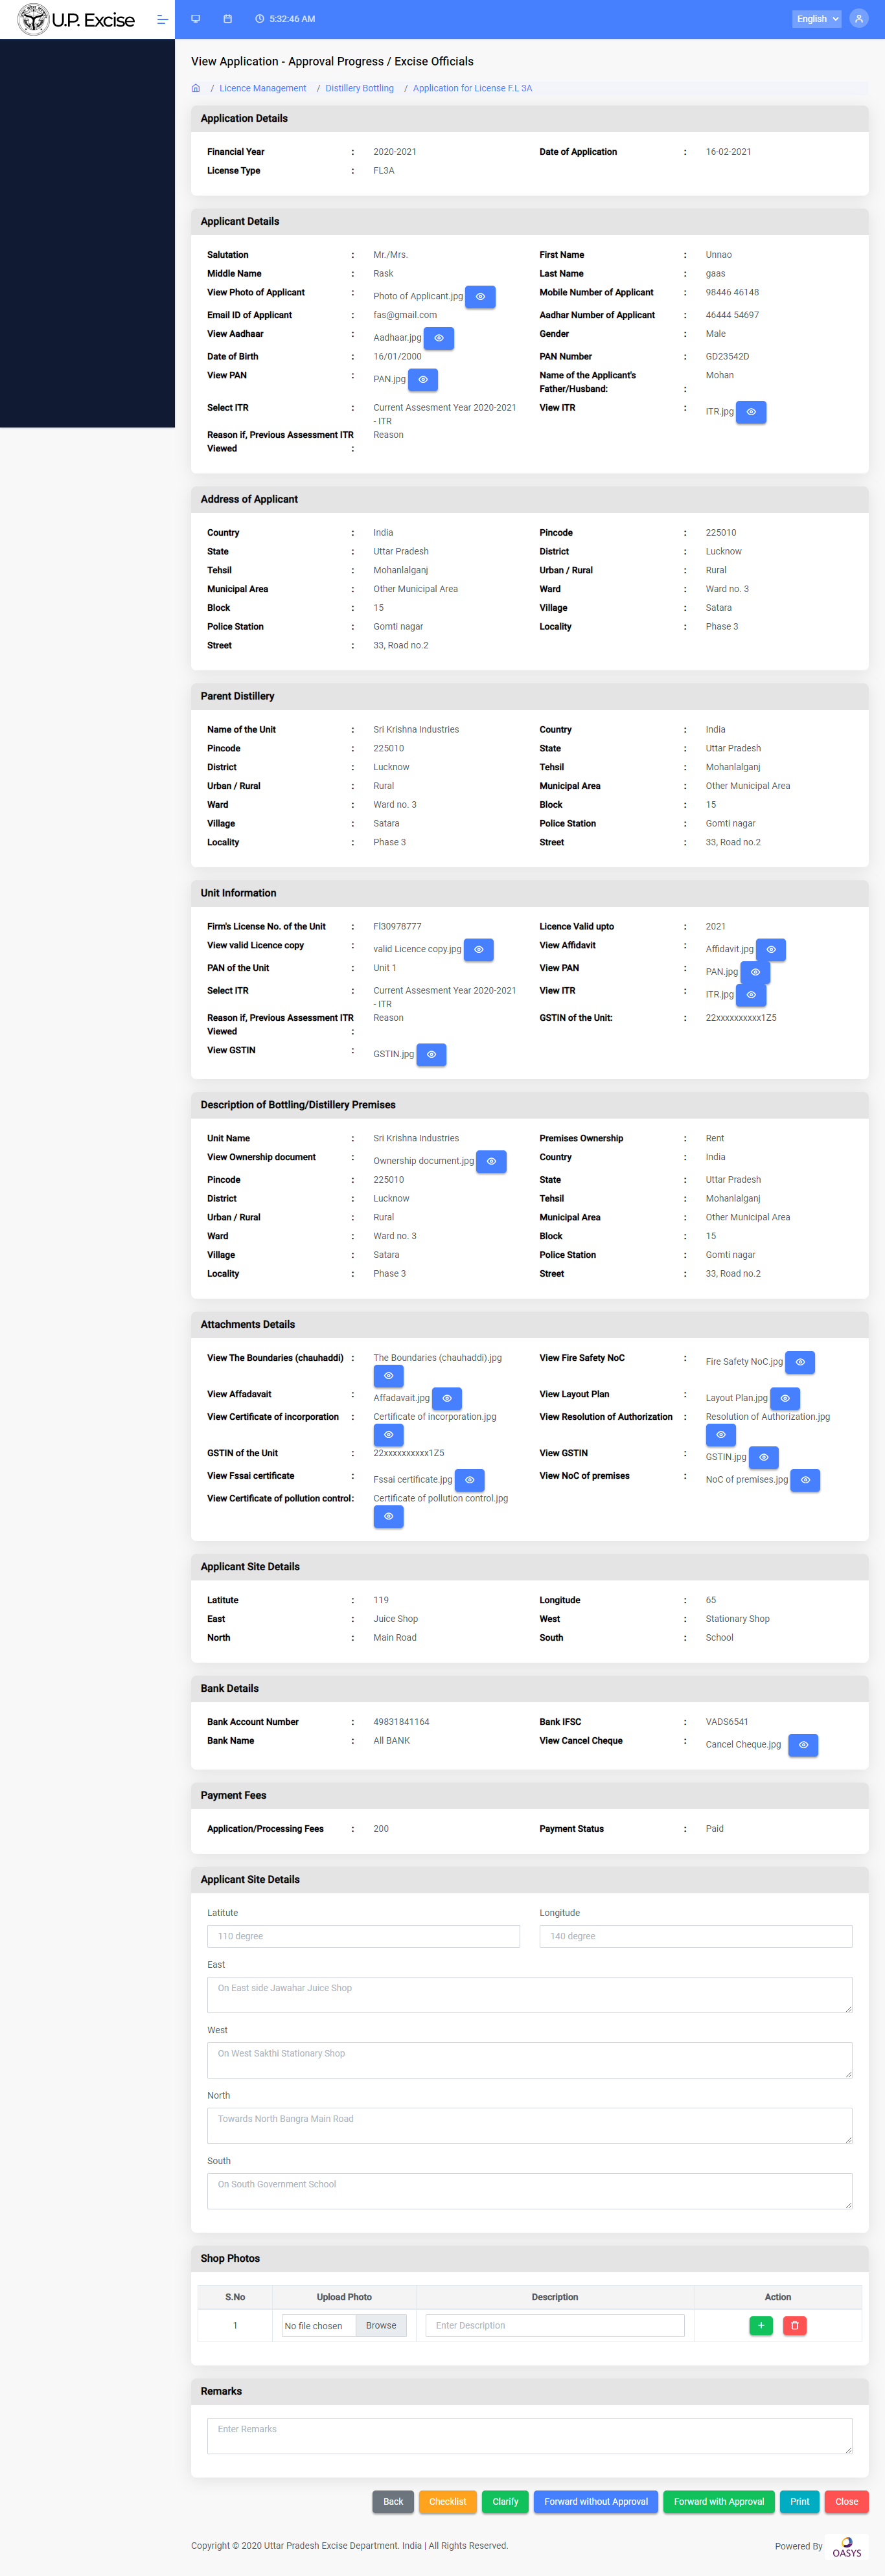 U.P. Excise
5:32:46 AM
English
View Application - Approval Progress / Excise Officials
/ Licence Management / Distillery Bottling / Application for License F.L 3A
Application Details
Financial Year : 2020-2021 Date of Application : 16-02-2021
License Type : FL3A
Applicant Details
Salutation : Mr./Mrs. First Name : Unnao
Middle Name : Rask Last Name : gaas
View Photo of Applicant : Photo of Applicant.jpg Mobile Number of Applicant : 98446 46148
Email ID of Applicant : fas@gmail.com Aadhar Number of Applicant : 46444 54697
View Aadhaar : Aadhaar.jpg Gender : Male
Date of Birth : 16/01/2000 PAN Number : GD23542D
View PAN : PAN.jpg Name of the Applicant's Mohan
Father/Husband: :
Select ITR : Current Assesment Year 2020-2021 View ITR : ITR.jpg
- ITR
Reason if, Previous Assessment ITR Reason
Viewed :
Address of Applicant
Country : India Pincode : 225010
State : Uttar Pradesh District : Lucknow
Tehsil : Mohanlalganj Urban / Rural : Rural
Municipal Area : Other Municipal Area Ward : Ward no. 3
Block : 15 Village : Satara
Police Station : Gomti nagar Locality : Phase 3
Street : 33, Road no.2
Parent Distillery
Name of the Unit : Sri Krishna Industries Country : India
Pincode : 225010 State : Uttar Pradesh
District : Lucknow Tehsil : Mohanlalganj
Urban / Rural : Rural Municipal Area : Other Municipal Area
Ward : Ward no. 3 Block : 15
Village : Satara Police Station : Gomti nagar
Locality : Phase 3 Street : 33, Road no.2
Unit Information
Firm's License No. of the Unit : Fl30978777 Licence Valid upto : 2021
View valid Licence copy : valid Licence copy.jpg View Affidavit : Affidavit.jpg
PAN of the Unit : Unit 1 View PAN : PAN.jpg
Select ITR : Current Assesment Year 2020-2021 View ITR : ITR.jpg
- ITR
Reason if, Previous Assessment ITR Reason GSTIN of the Unit: : 22xxxxxxxxxx1Z5
Viewed :
View GSTIN : GSTIN.jpg
Description of Bottling/Distillery Premises
Unit Name : Sri Krishna Industries Premises Ownership : Rent
View Ownership document : Ownership document.jpg Country : India
Pincode : 225010 State : Uttar Pradesh
District : Lucknow Tehsil : Mohanlalganj
Urban / Rural : Rural Municipal Area : Other Municipal Area
Ward : Ward no. 3 Block : 15
Village : Satara Police Station : Gomti nagar
Locality : Phase 3 Street : 33, Road no.2
Attachments Details
View The Boundaries (chauhaddi) : The Boundaries (chauhaddi).jpg View Fire Safety NoC : Fire Safety NoC.jpg
View Affadavait : Affadavait.jpg View Layout Plan : Layout Plan.jpg
View Certificate of incorporation : Certificate of incorporation.jpg View Resolution of Authorization : Resolution of Authorization.jpg
GSTIN of the Unit : 22xxxxxxxxxx1Z5 View GSTIN : GSTIN.jpg
View Fssai certificate : Fssai certificate.jpg View NoC of premises : NoC of premises.jpg
View Certificate of pollution control : Certificate of pollution control.jpg
Applicant Site Details
Latitute : 119 Longitude : 65
East : Juice Shop West : Stationary Shop
North : Main Road South : School
Bank Details
Bank Account Number : 49831841164 Bank IFSC : VADS6541
Bank Name : All BANK View Cancel Cheque : Cancel Cheque.jpg
Payment Fees
Application/Processing Fees : 200 Payment Status : Paid
Applicant Site Details
Latitute Longitude
110 degree 140 degree
East
On East side Jawahar Juice Shop
West
On West Sakthi Stationary Shop
North
Towards North Bangra Main Road
South
On South Government School
Shop Photos
S.No Upload Photo Description Action
1 No file chosen Browse Enter Description
Remarks
Enter Remarks
Back Checklist Clarify Forward without Approval Forward with Approval Print Close
Copyright © 2020 Uttar Pradesh Excise Department. India | All Rights Reserved. Powered By OASYS